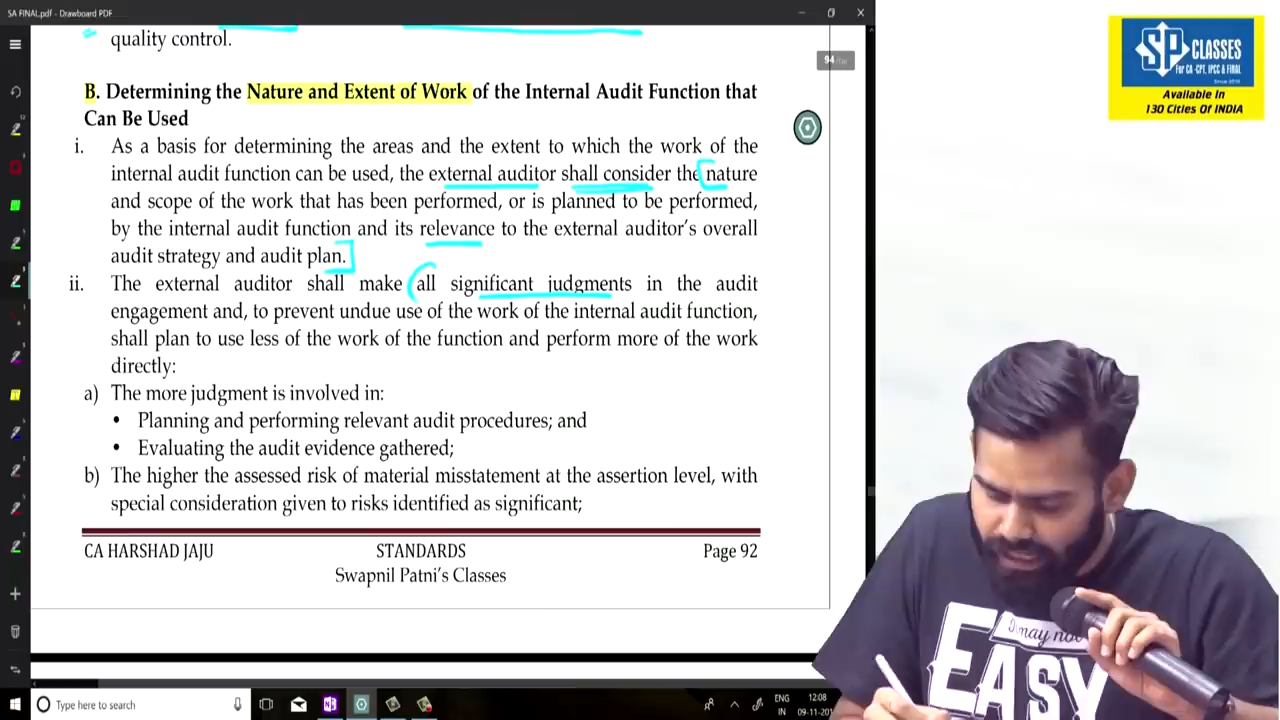 SA FINAL.pdf - Drawboard PDF
quality control.
94
B. Determining the Nature and Extent of Work of the Internal Audit Function that
Can Be Used
i. As a basis for determining the areas and the extent to which the work of the
internal audit function can be used, the external auditor shall consider the nature
and scope of the work that has been performed, or is planned to be performed,
by the internal audit function and its relevance to the external auditor's overall
audit strategy and audit plan.
ii. The external auditor shall make all significant judgments in the audit
engagement and, to prevent undue use of the work of the internal audit function,
shall plan to use less of the work of the function and perform more of the work
directly:
a) The more judgment is involved in:
• Planning and performing relevant audit procedures; and
• Evaluating the audit evidence gathered;
b) The higher the assessed risk of material misstatement at the assertion level, with
special consideration given to risks identified as significant;
CA HARSHAD JAJU STANDARDS Page 92
Swapnil Patni's Classes
Type here to search
ENG
IN
12:08
SP CLASSES
For CA -CPT, IPCC & FINAL
Available In
130 Cities Of INDIA
I may not
EASY